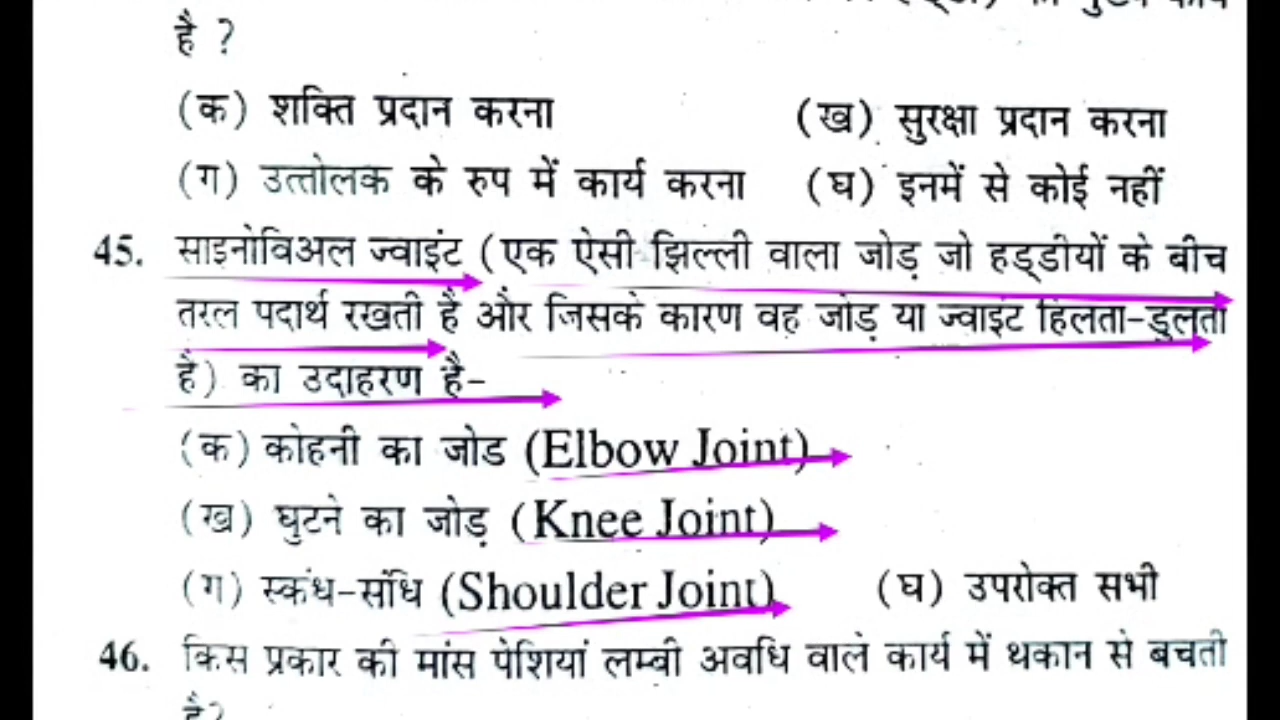 है ?
(क) शक्ति प्रदान करना (ख) सुरक्षा प्रदान करना
(ग) उत्तोलक के रुप में कार्य करना (घ) इनमें से कोई नहीं
45. साइनोविअल ज्वाइंट (एक ऐसी झिल्ली वाला जोड़ जो हड्डीयों के बीच
तरल पदार्थ रखती है और जिसके कारण वह जोड़ या ज्वाइंट हिलता-डुलता
है) का उदाहरण है-
(क) कोहनी का जोड (Elbow Joint)
(ख) घुटने का जोड़ (Knee Joint)
(ग) स्कंध-संधि (Shoulder Joint) (घ) उपरोक्त सभी
46. किस प्रकार की मांस पेशियां लम्बी अवधि वाले कार्य में थकान से बचती
है?